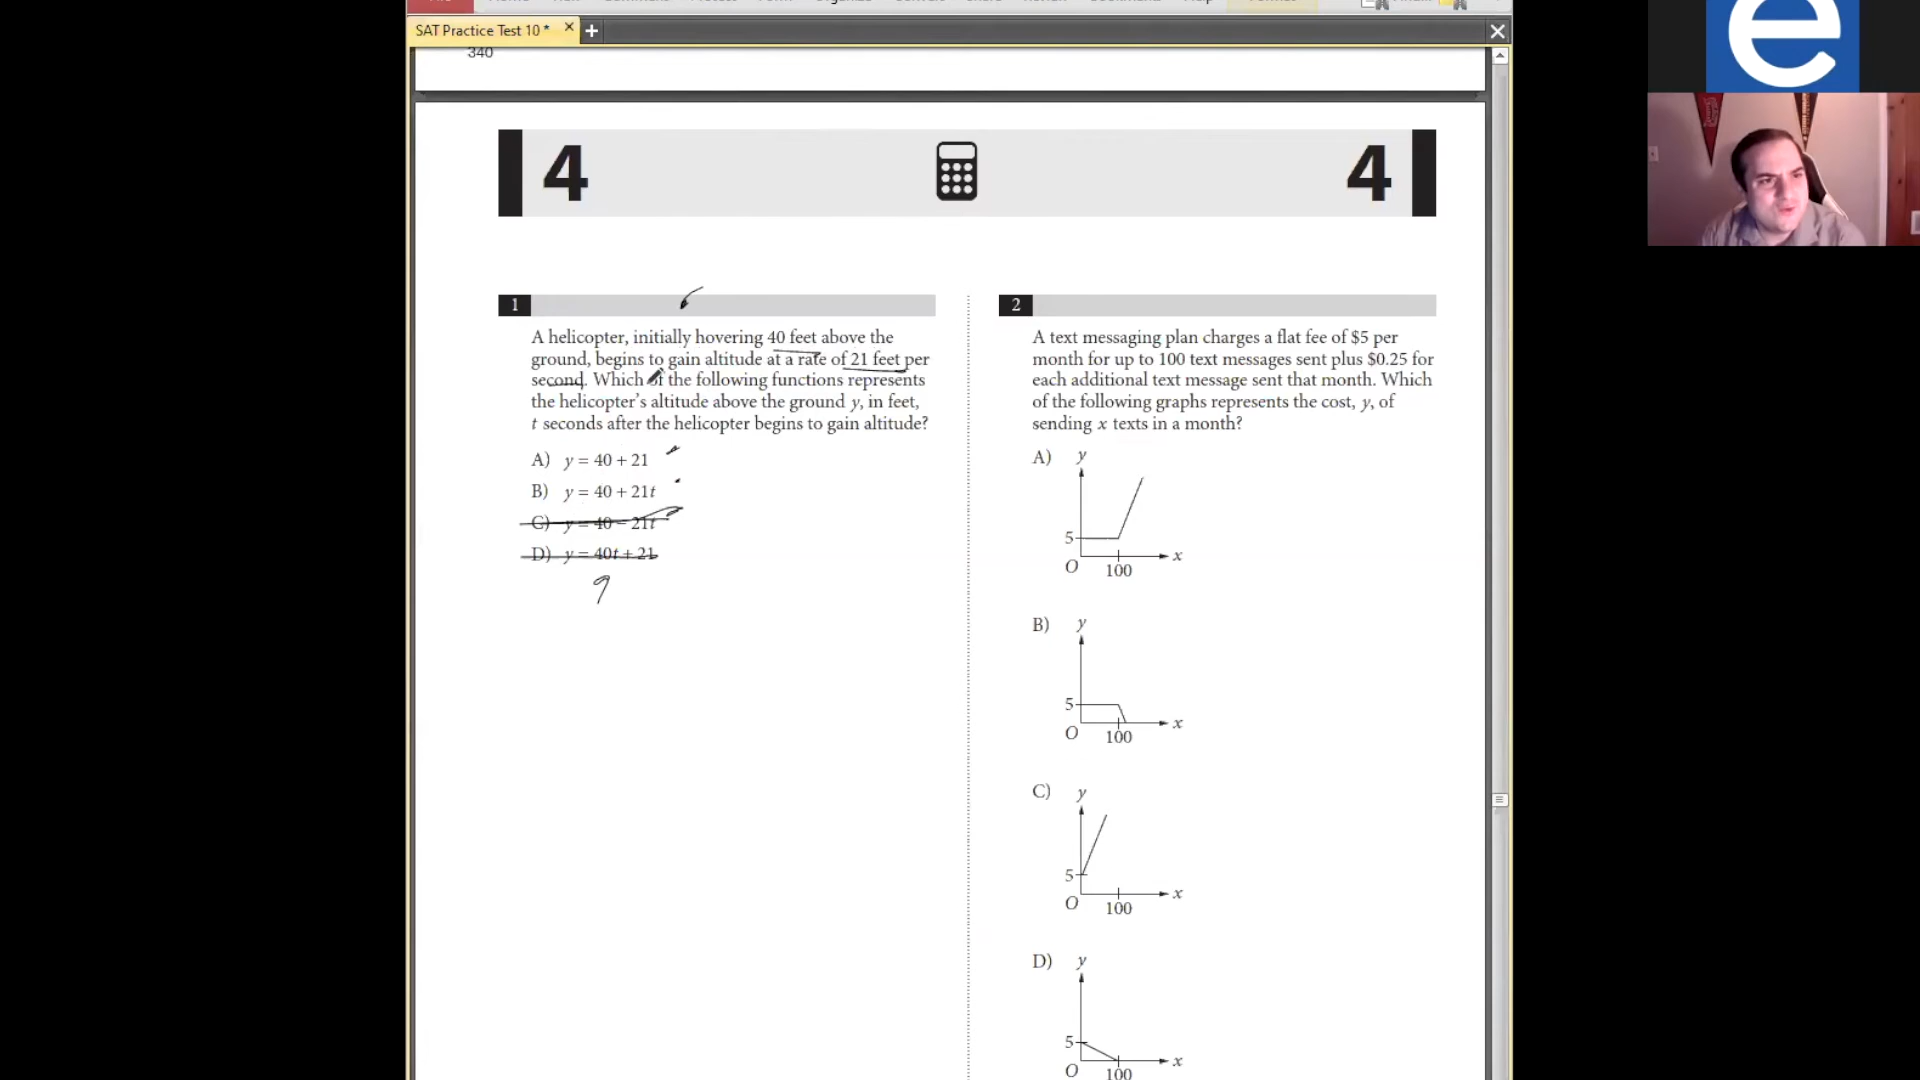 SAT Practice Test 10 *
340
4
4
1
A helicopter, initially hovering 40 feet above the
ground, begins to gain altitude at a rate of 21 feet per
second. Which of the following functions represents
the helicopter's altitude above the ground y, in feet,
t seconds after the helicopter begins to gain altitude?
A) y = 40 + 21
B) y = 40 + 21t
C) y = 40 − 21t
D) y = 40t + 21
2
A text messaging plan charges a flat fee of $5 per
month for up to 100 text messages sent plus $0.25 for
each additional text message sent that month. Which
of the following graphs represents the cost, y, of
sending x texts in a month?
A) y
5
x
O 100
B) y
5
x
O 100
C) y
5
x
O 100
D) y
5
x
O 100
e